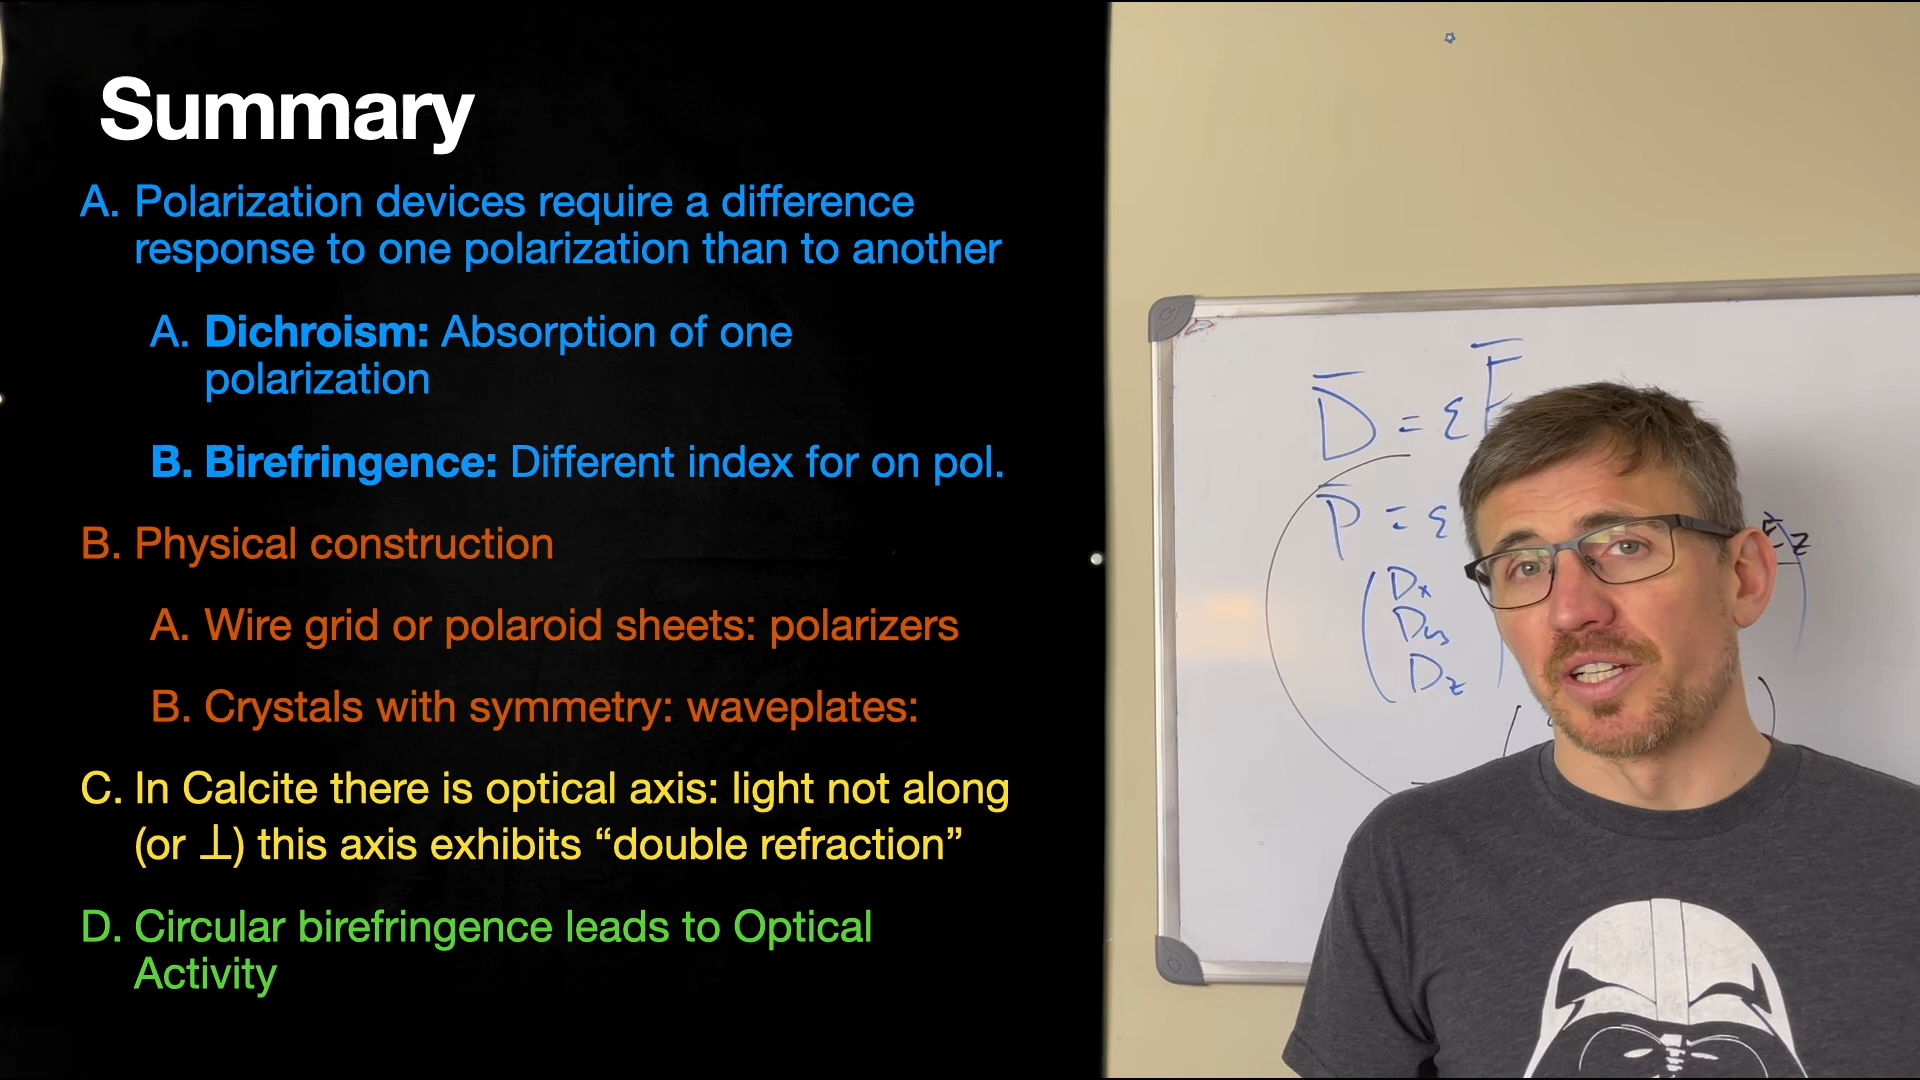 Summary
A. Polarization devices require a difference
response to one polarization than to another
A. Dichroism: Absorption of one
polarization
B. Birefringence: Different index for on pol.
B. Physical construction
A. Wire grid or polaroid sheets: polarizers
B. Crystals with symmetry: waveplates:
C. In Calcite there is optical axis: light not along
(or ⊥) this axis exhibits “double refraction”
D. Circular birefringence leads to Optical
Activity
D̅ = ε E̅
P̅ = ε
Dx
Dy
Dz